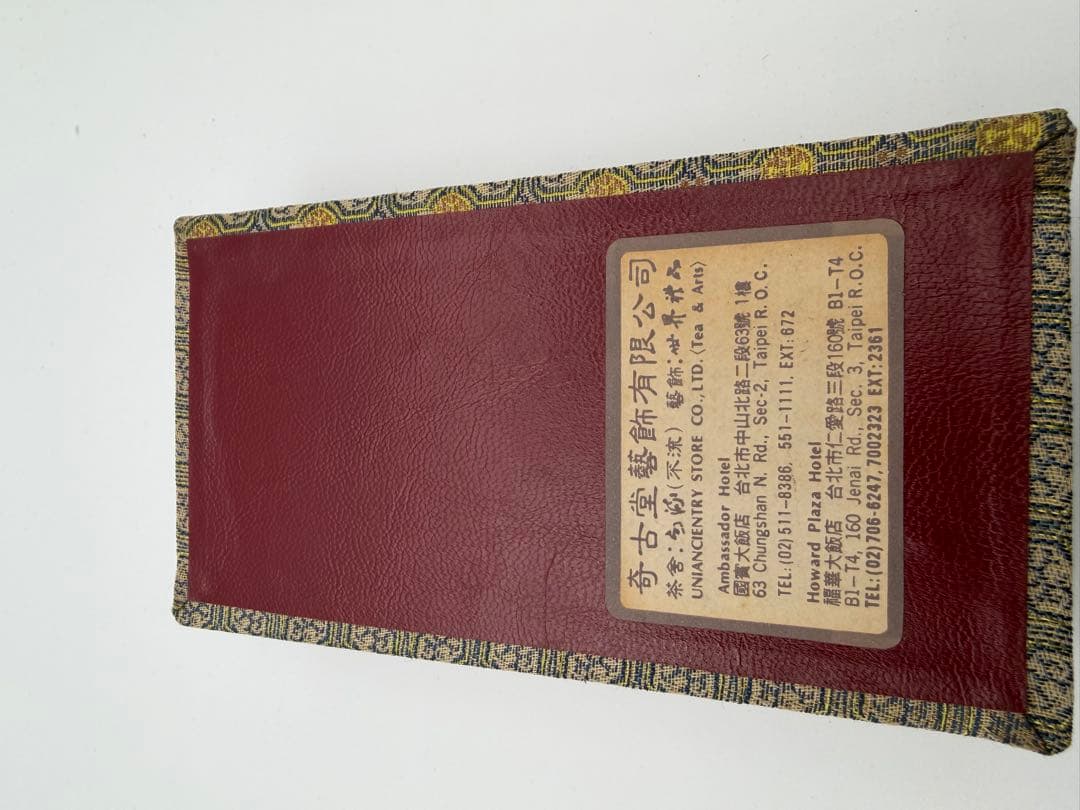 奇古堂藝飾有限公司
茶舍:(不流) 藝飾:世界神品
UNIANCIENTRY STORE CO.,LTD.〈Tea & Arts〉
Ambassador Hotel
國賓大飯店 台北市中山北路二段63號1樓
63 Chungshan N. Rd., Sec-2, Taipei R.O.C.
TEL:(02)511-8386, 551-1111, EXT:672
Howard Plaza Hotel
福華大飯店 台北市仁愛路三段160號 B1-T4
B1-T4, 160 Jenai Rd., Sec. 3, Taipei R.O.C.
TEL:(02)706-6247,7002323 EXT:2361